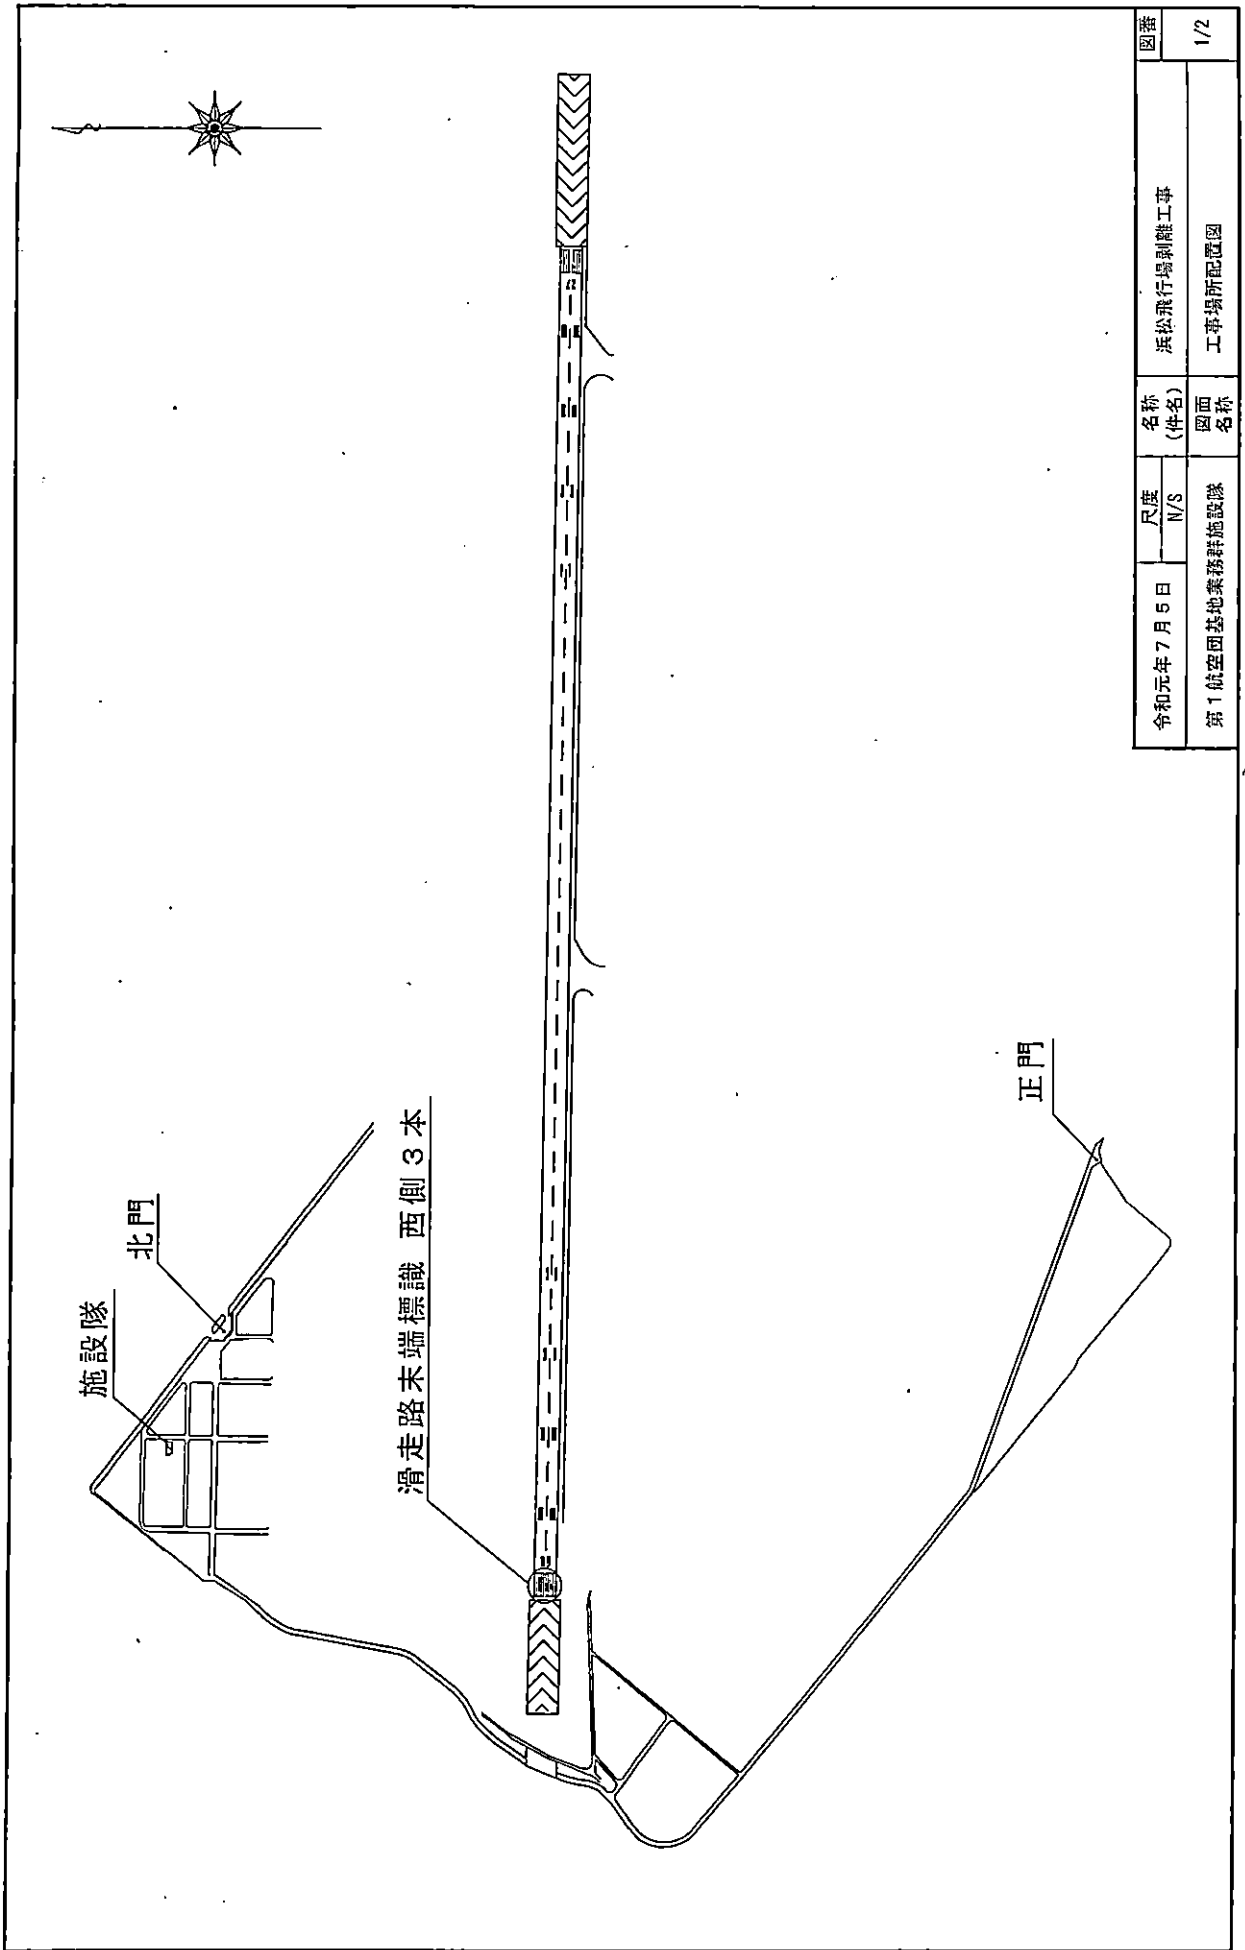 施設隊
北門
滑走路末端標識 西側3本
正門
令和元年7月5日
尺度
N/S
名称
(件名)
浜松飛行場剥離工事
図番
1/2
第1航空団基地業務群施設隊
図面
名称
工事場所配置図